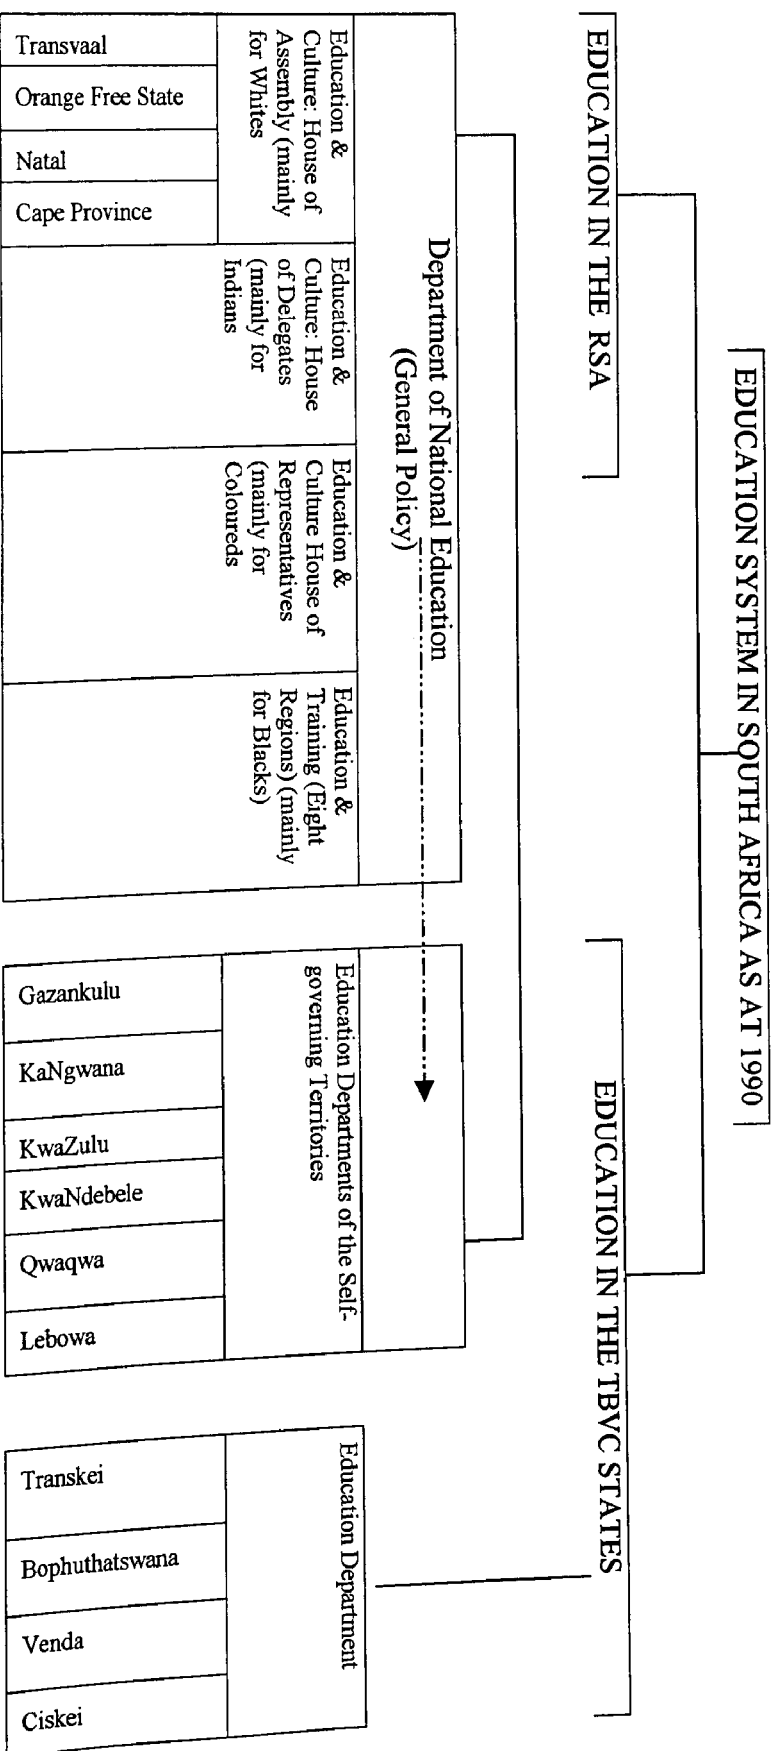 EDUCATION SYSTEM IN SOUTH AFRICA AS AT 1990
EDUCATION IN THE RSA
EDUCATION IN THE TBVC STATES
Department of National Education
(General Policy)
Education &
Culture: House of
Assembly (mainly
for Whites
Transvaal
Orange Free State
Natal
Cape Province
Education &
Culture: House
of Delegates
(mainly for
Indians
Education &
Culture House of
Representatives
(mainly for
Coloureds
Education &
Training (Eight
Regions) (mainly
for Blacks)
Education Departments of the Self-
governing Territories
Gazankulu
KaNgwana
KwaZulu
KwaNdebele
Qwaqwa
Lebowa
Education Department
Transkei
Bophuthatswana
Venda
Ciskei